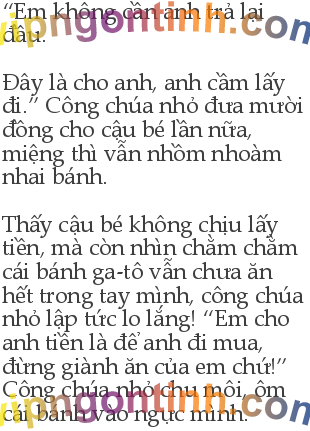 “Em không cần anh trả lại
đâu.
Đây là cho anh, anh cầm lấy
đi.” Công chúa nhỏ đưa mười
đồng cho cậu bé lần nữa,
miệng thì vẫn nhồm nhoàm
nhai bánh.
Thấy cậu bé không chịu lấy
tiền, mà còn nhìn chằm chằm
cái bánh ga-tô vẫn chưa ăn
hết trong tay mình, công chúa
nhỏ lập tức lo lắng! “Em cho
anh tiền là để anh đi mua,
đừng giành ăn của em chứ!”
Công chúa nhỏ chu môi, ôm
cái bánh vào ngực mình.
vipngontinh.com
vipngontinh.com